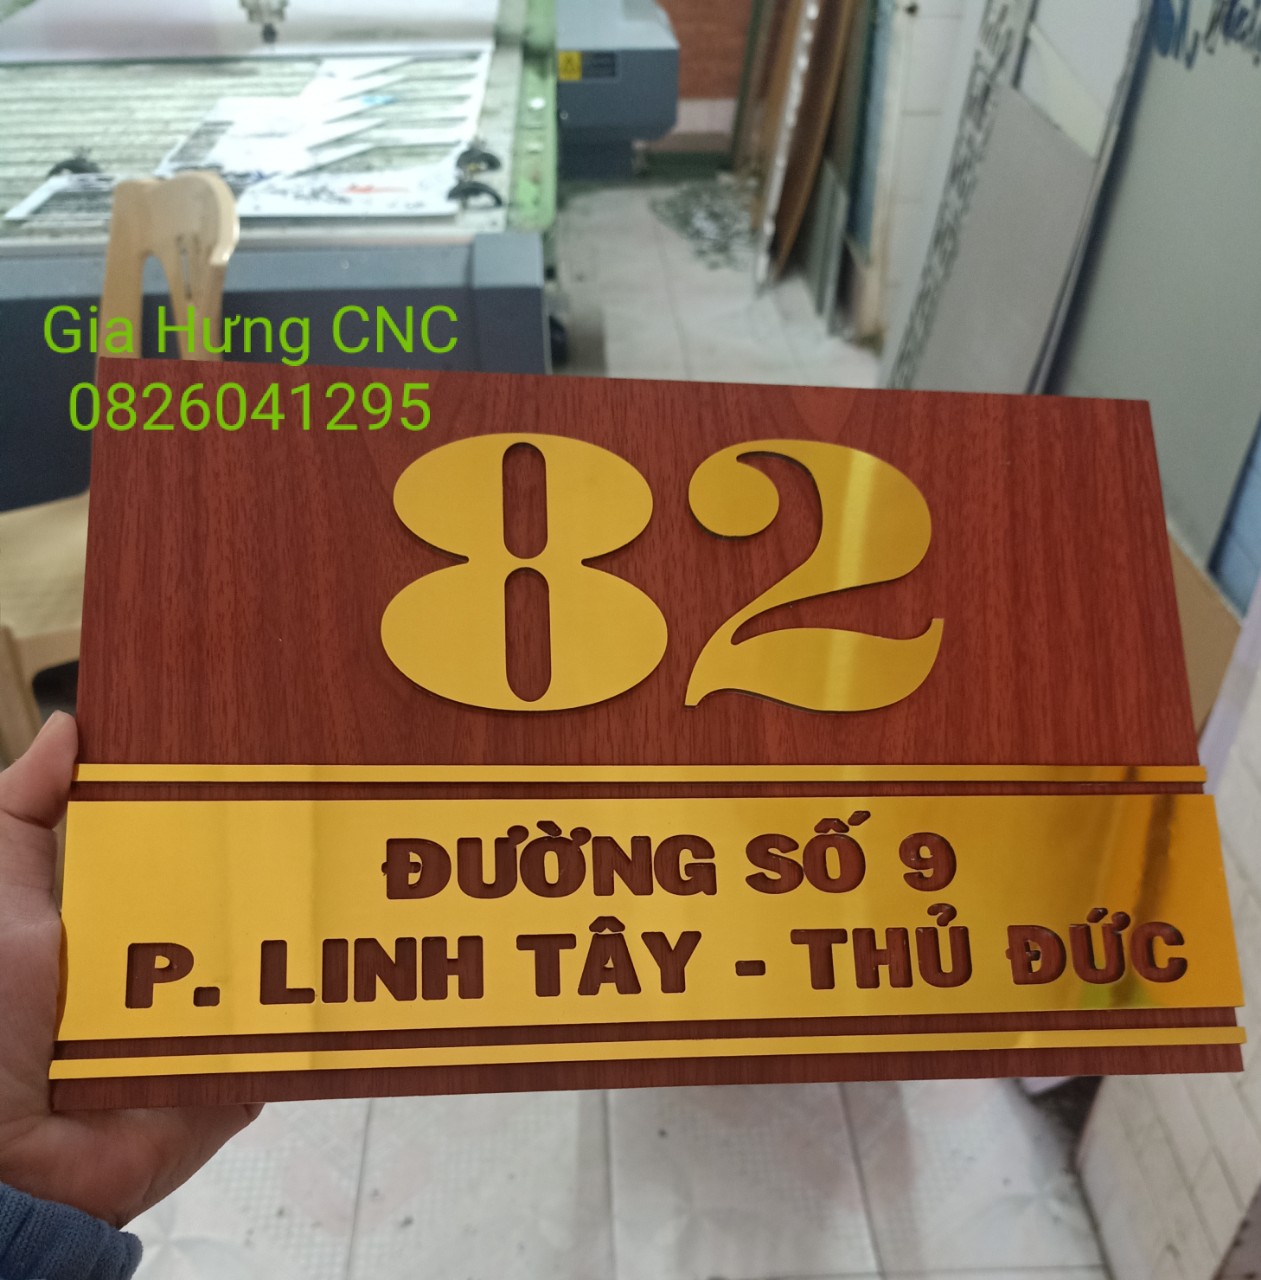 Gia Hưng CNC
0826041295
82
ĐƯỜNG SỐ 9
P. LINH TÂY - THỦ ĐỨC